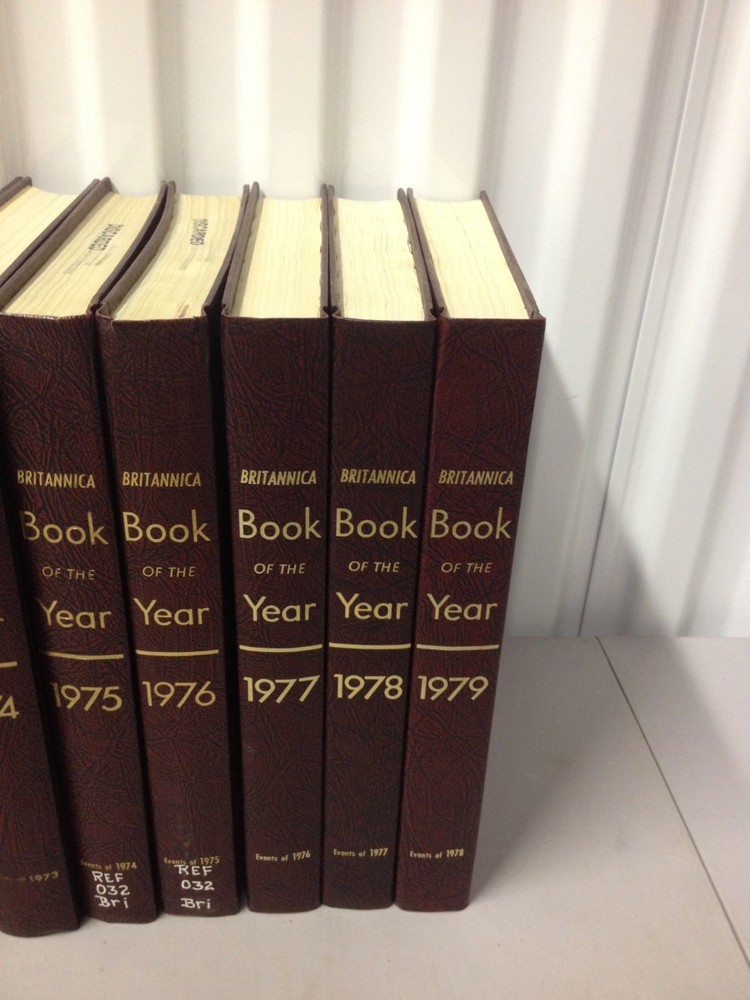 4
1973
BRITANNICA
Book
OF THE
Year
1975
Events of 1974
REF
032
Bri
BRITANNICA
Book
OF THE
Year
1976
Events of 1975
REF
032
Bri
BRITANNICA
Book
OF THE
Year
1977
Events of 1976
BRITANNICA
Book
OF THE
Year
1978
Events of 1977
BRITANNICA
Book
OF THE
Year
1979
Events of 1978